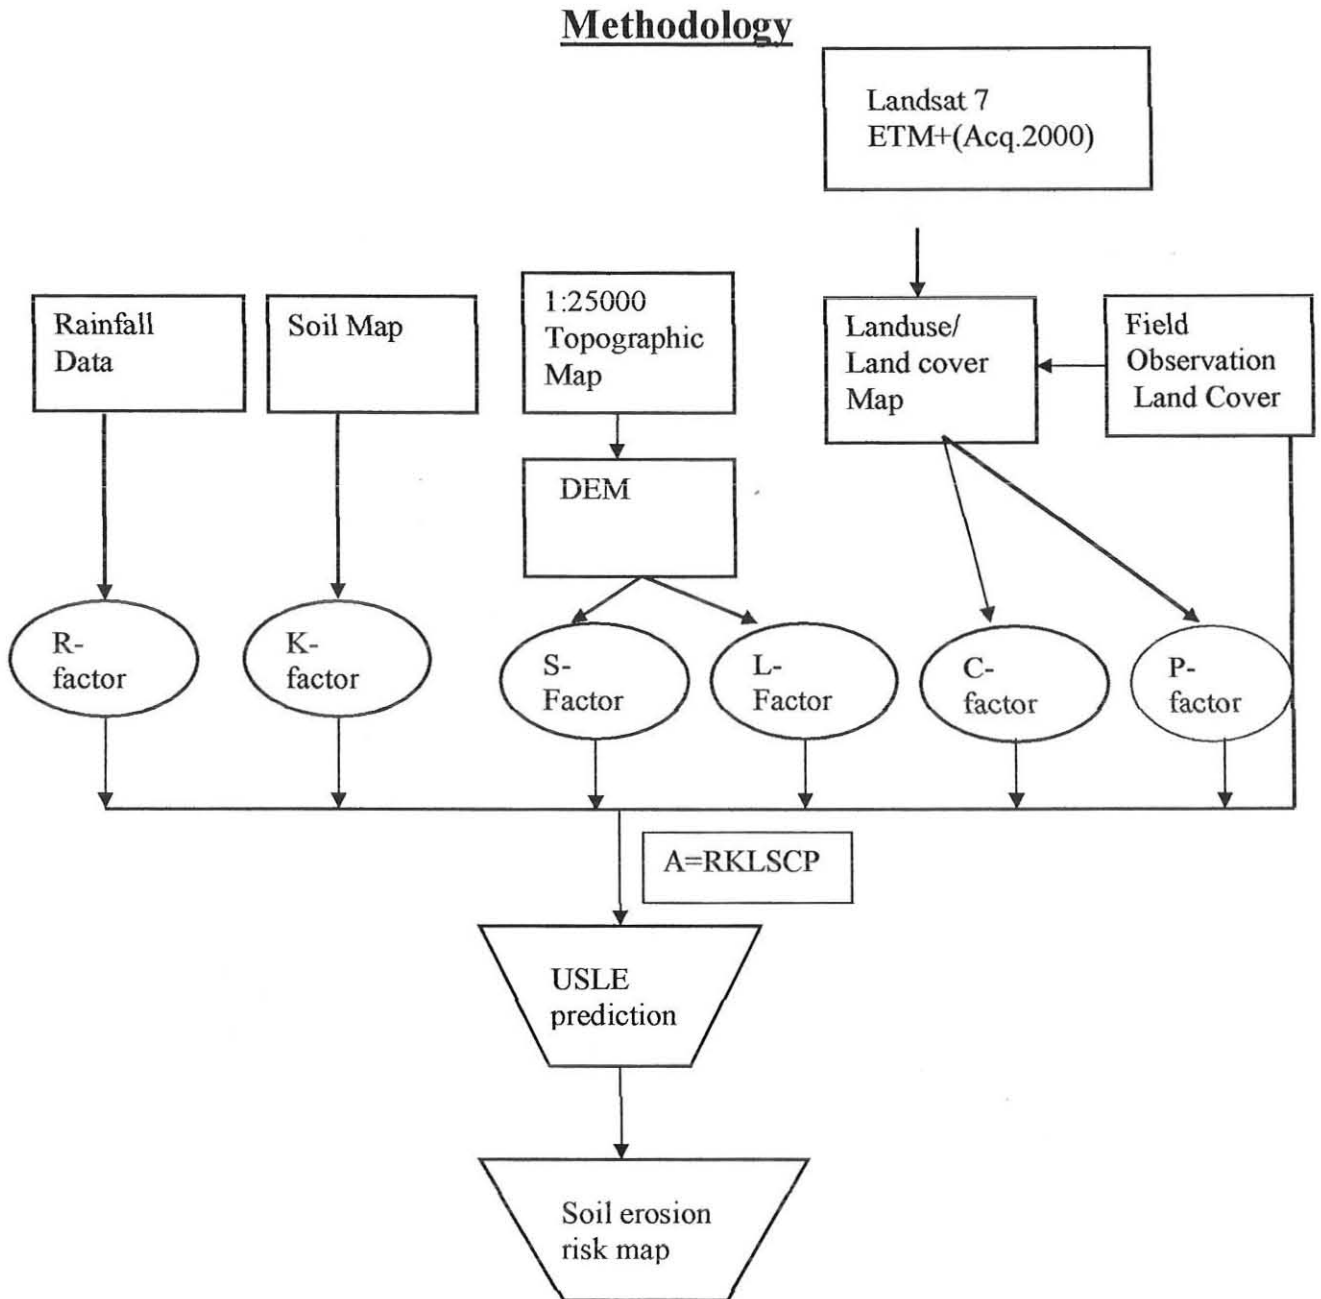 Methodology
Landsat 7
ETM+(Acq.2000)
Rainfall
Data
Soil Map
1:25000
Topographic
Map
Landuse/
Land cover
Map
Field
Observation
Land Cover
DEM
R-
factor
K-
factor
S-
Factor
L-
Factor
C-
factor
P-
factor
A=RKLSCP
USLE
prediction
Soil erosion
risk map